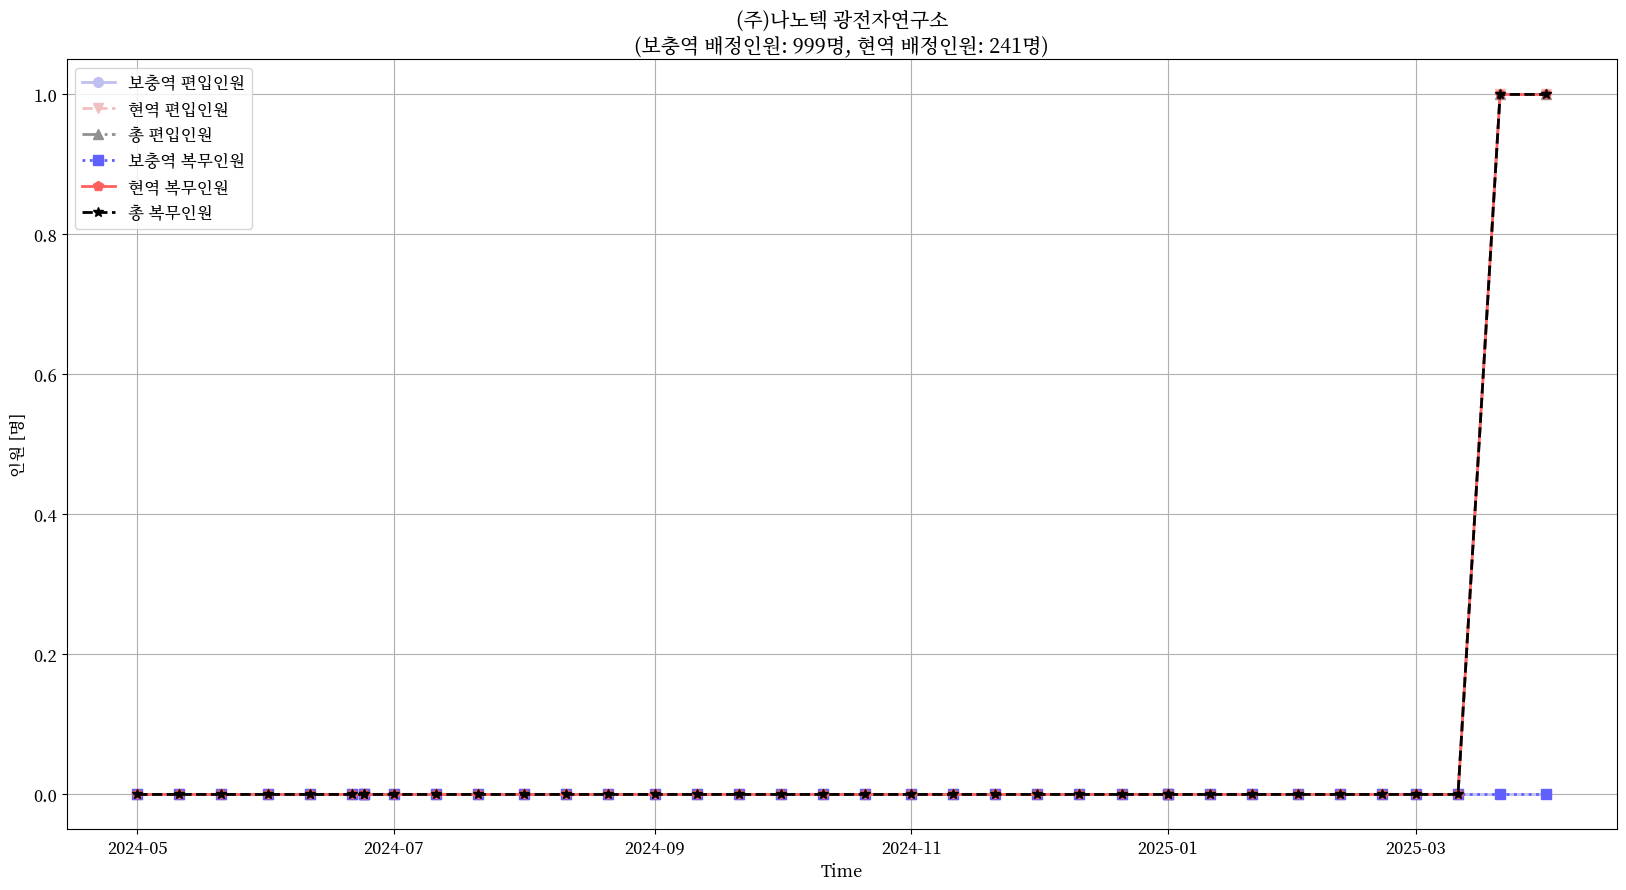 (주)나노텍 광전자연구소
(보충역 배정인원: 999명, 현역 배정인원: 241명)
보충역 편입인원
현역 편입인원
총 편입인원
보충역 복무인원
현역 복무인원
총 복무인원
1.0
0.8
0.6
0.4
0.2
0.0
인원 [명]
2024-05
2024-07
2024-09
2024-11
2025-01
2025-03
Time